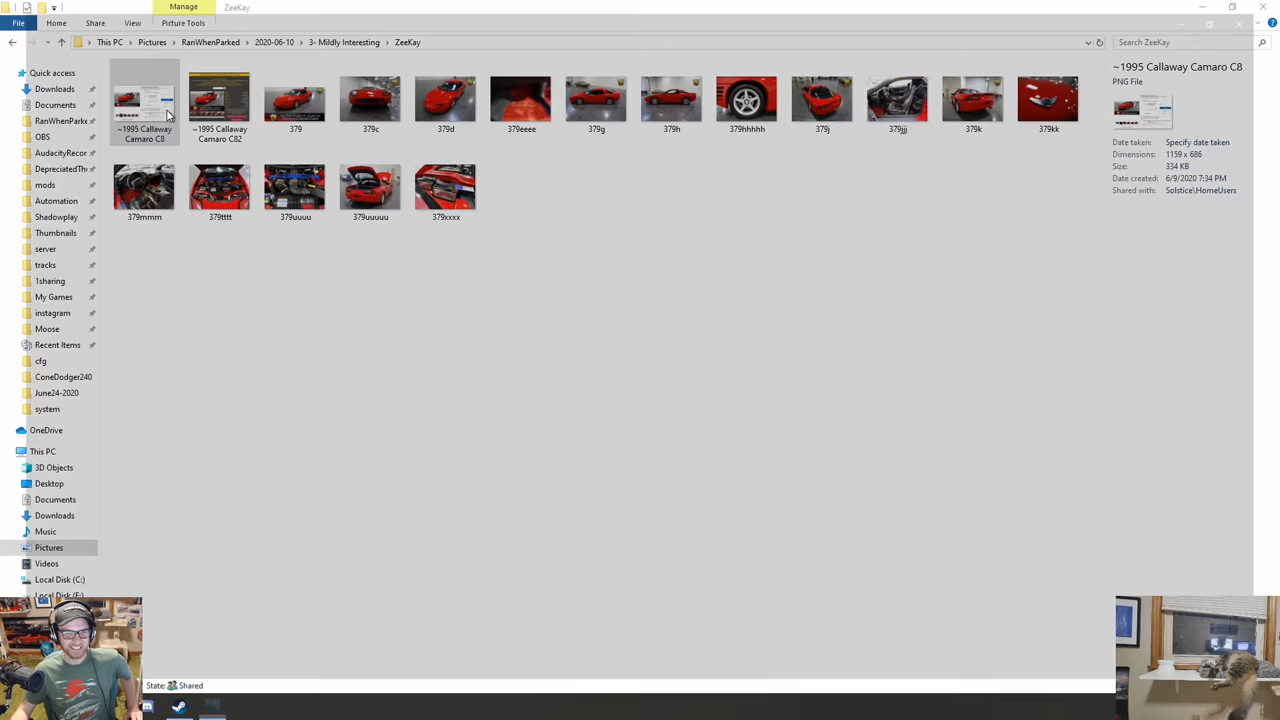 Manage
ZeeKay
File
Home
Share
View
Picture Tools
This PC
Pictures
RanWhenParked
2020-06-10
3- Mildly Interesting
ZeeKay
Search ZeeKay
Quick access
Downloads
Documents
RanWhenParke
OBS
AudacityRecor
DepreciatedTh
mods
Automation
Shadowplay
Thumbnails
server
tracks
1sharing
My Games
instagram
Moose
Recent Items
cfg
ConeDodger240
June24-2020
system
OneDrive
This PC
3D Objects
Desktop
Documents
Downloads
Music
Pictures
Videos
Local Disk (C:)
Local Disk (E:)
~1995 Callaway
Camaro C8
~1995 Callaway
Camaro C82
379
379c
379d
379eeee
379g
379h
379hhhhh
379j
379jjj
379k
379kk
379mmm
379tttt
379uuuu
379uuuuu
379xxxx
~1995 Callaway Camaro C8
PNG File
Date taken:
Specify date taken
Dimensions:
1159 x 686
Size:
334 KB
Date created:
6/9/2020 7:34 PM
Shared with:
Solstice\HomeUsers
State:
Shared